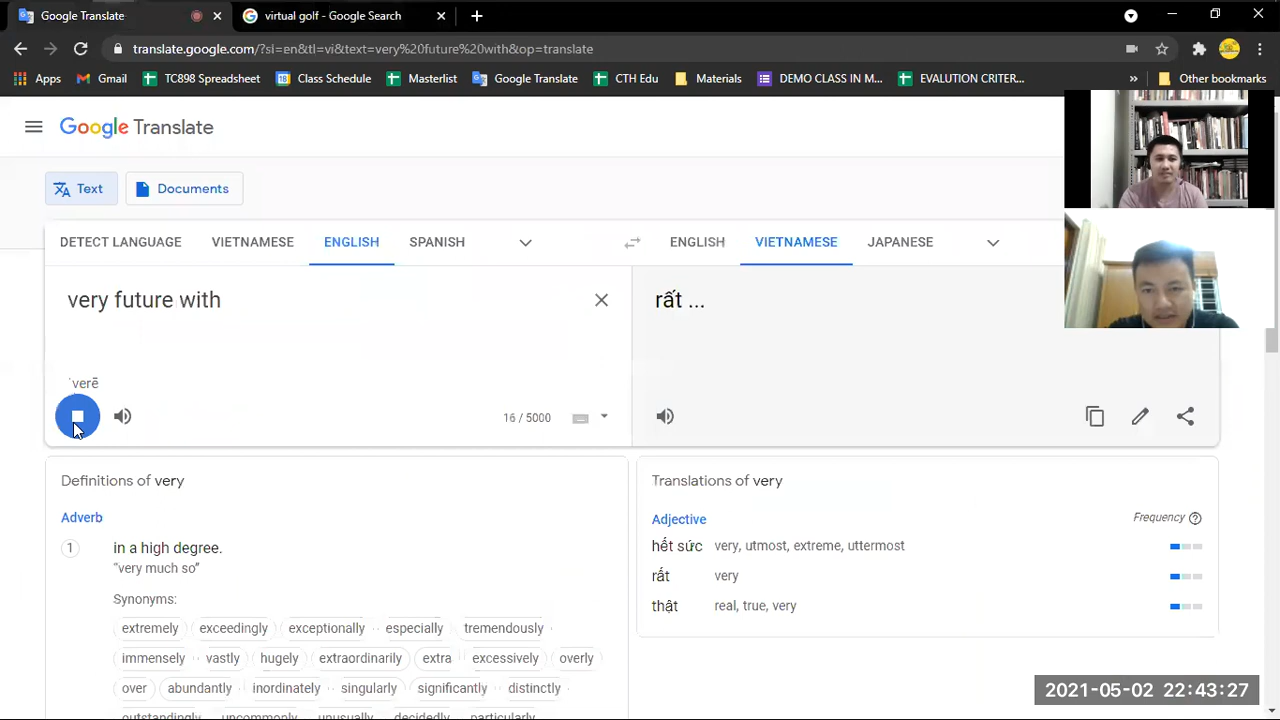 Google Translate
virtual golf - Google Search
translate.google.com/?sl=en&tl=vi&text=very%20future%20with&op=translate
Apps Gmail TC898 Spreadsheet Class Schedule Masterlist Google Translate CTH Edu Materials DEMO CLASS IN M... EVALUTION CRITER... » Other bookmarks
Google Translate
Text Documents
DETECT LANGUAGE VIETNAMESE ENGLISH SPANISH ENGLISH VIETNAMESE JAPANESE
very future with
rất ...
ˈverē
16 / 5000
Definitions of very
Adverb
1 in a high degree.
"very much so"
Synonyms:
extremely exceedingly exceptionally especially tremendously
immensely vastly hugely extraordinarily extra excessively overly
over abundantly inordinately singularly significantly distinctly
outstandingly uncommonly unusually decidedly particularly
Translations of very
Adjective Frequency
hết sức very, utmost, extreme, uttermost
rất very
thật real, true, very
2021-05-02 22:43:27